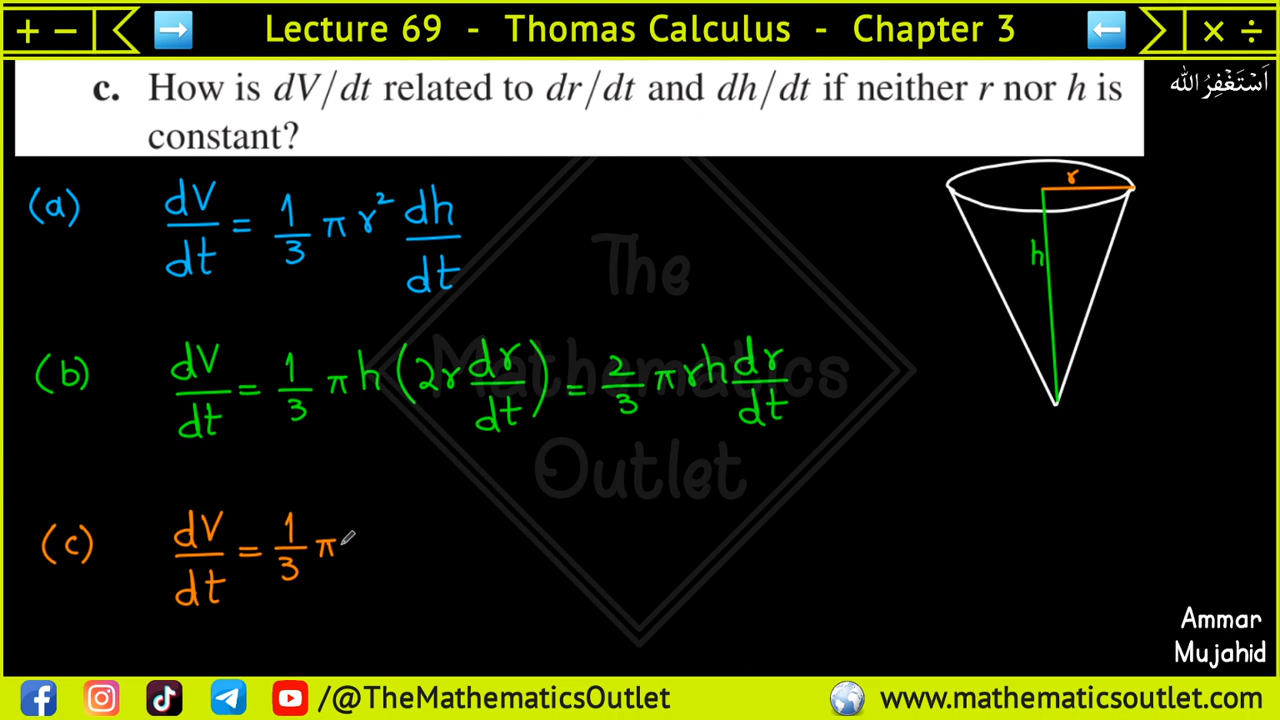 + − ➡ Lecture 69 - Thomas Calculus - Chapter 3 ⬅ × ÷
c. How is dV/dt related to dr/dt and dh/dt if neither r nor h is
constant?
اَسْتَغْفِرُ اللّٰه
r
h
(a) dV/dt = 1/3 π r² dh/dt
(b) dV/dt = 1/3 π h (2r dr/dt) = 2/3 π r h dr/dt
(c) dV/dt = 1/3 π
The
Mathematics
Outlet
Ammar
Mujahid
/@TheMathematicsOutlet www.mathematicsoutlet.com